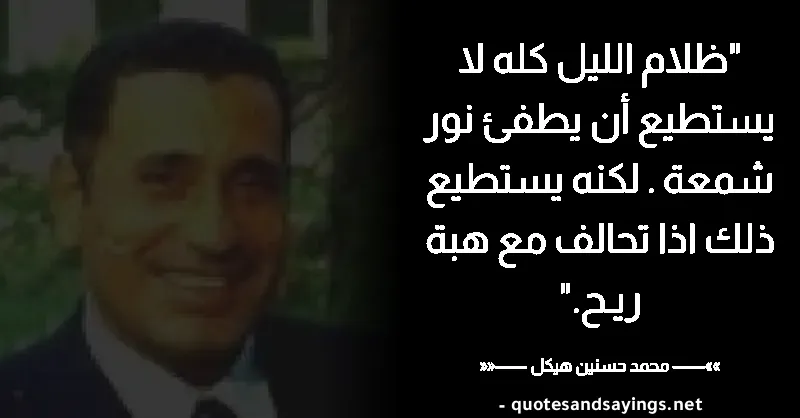 "ظلام الليل كله لا
يستطيع أن يطفئ نور
شمعة . لكنه يستطيع
ذلك اذا تحالف مع هبة
ريح."
»»—— محمد حسنين هيكل ——««
- quotesandsayings.net